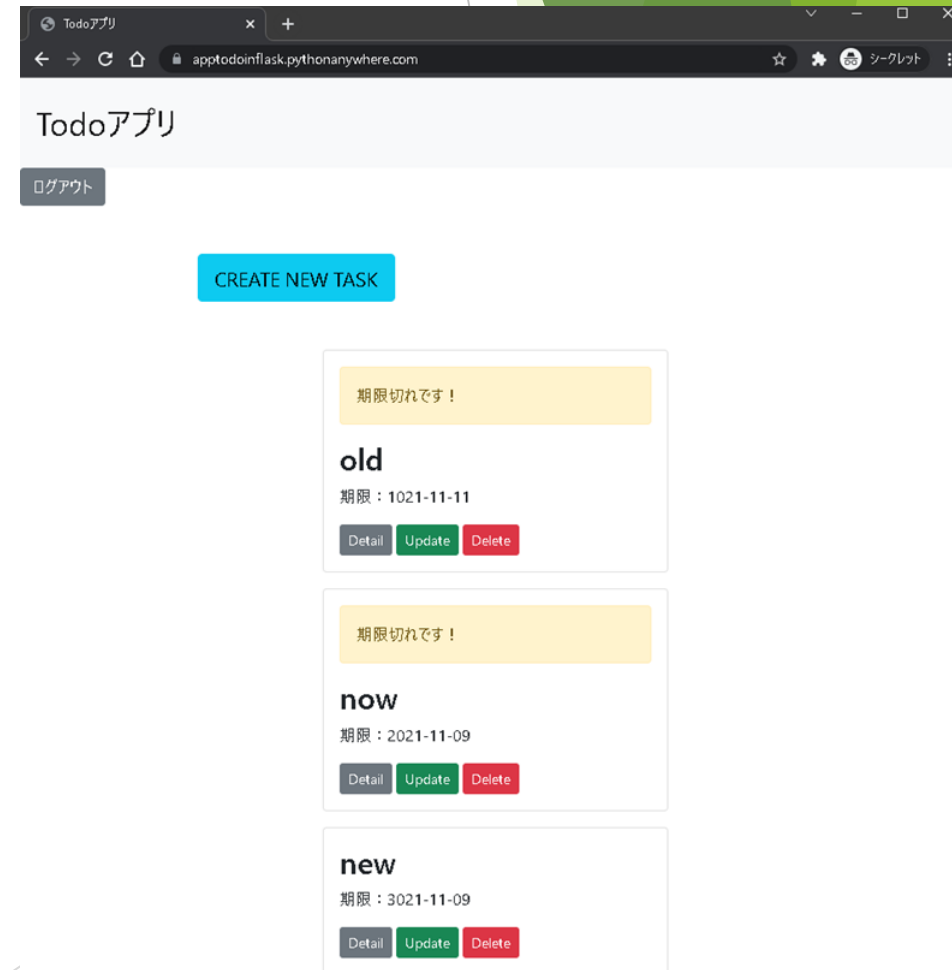 Todoアプリ
apptodoinflask.pythonanywhere.com
シークレット
Todoアプリ
ログアウト
CREATE NEW TASK
期限切れです！
old
期限：1021-11-11
Detail Update Delete
期限切れです！
now
期限：2021-11-09
Detail Update Delete
new
期限：3021-11-09
Detail Update Delete